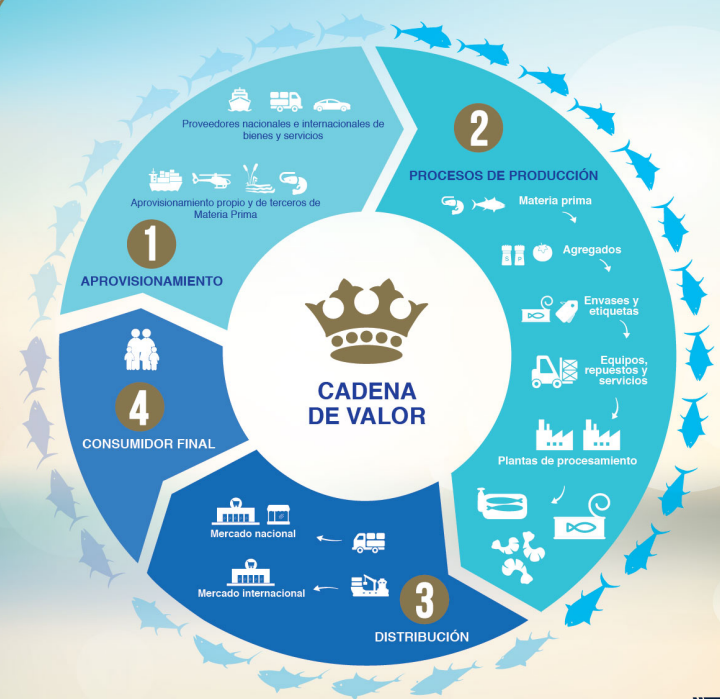 Proveedores nacionales e internacionales de
bienes y servicios
Aprovisionamiento propio y de terceros de
Materia Prima
1
APROVISIONAMIENTO
2
PROCESOS DE PRODUCCIÓN
Materia prima
S P
Agregados
Envases y
etiquetas
Equipos,
repuestos y
servicios
Plantas de procesamiento
CADENA
DE VALOR
Mercado nacional
Mercado internacional
3
DISTRIBUCIÓN
4
CONSUMIDOR FINAL